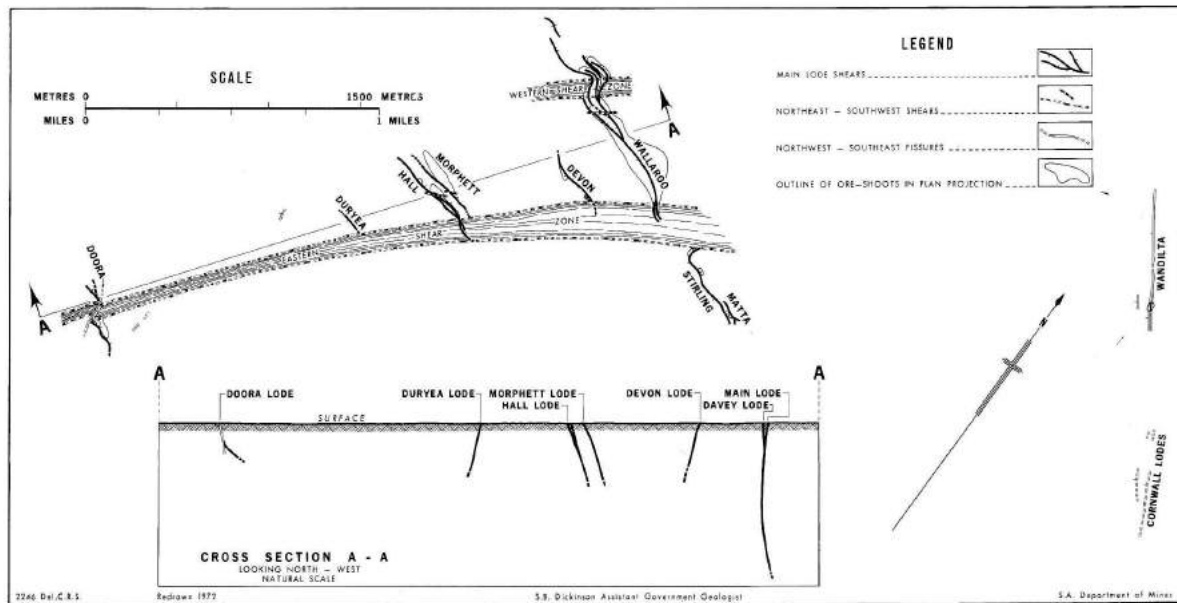 LEGEND
SCALE
METRES 0 1500 METRES
MILES 0 1 MILES
MAIN LODE SHEARS
NORTHEAST – SOUTHWEST SHEARS
NORTHWEST – SOUTHEAST FISSURES
OUTLINE OF ORE-SHOOTS IN PLAN PROJECTION
WESTERN SHEAR ZONE
A
WALLAROO
MORPHETT
HALL
DEVON
DURYEA
EASTERN SHEAR ZONE
DOORA
A
STIRLING
MATTA
WANDILTA
N
CORNWALL LODES
A A
DOORA LODE DURYEA LODE MORPHETT LODE DEVON LODE MAIN LODE
HALL LODE DAVEY LODE
SURFACE
CROSS SECTION A - A
LOOKING NORTH – WEST
NATURAL SCALE
2246 Del.C.R.S. Redrawn 1972 S.B. Dickinson Assistant Government Geologist S.A. Department of Mines